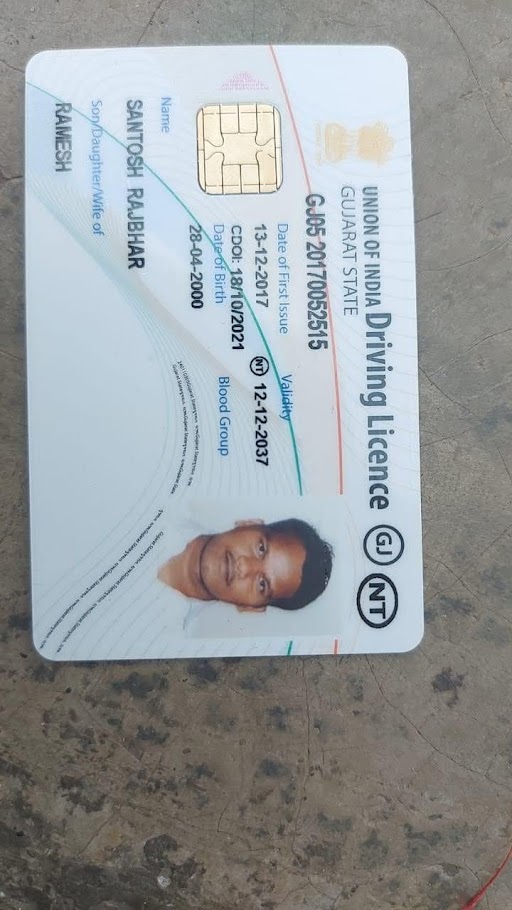 UNION OF INDIA Driving Licence GJ NT
GUJARAT STATE
GJ05 20170052515
Date of First Issue Validity
13-12-2017 NT 12-12-2037
CDOI: 18/10/2021
Date of Birth Blood Group
28-04-2000
Name
SANTOSH RAJBHAR
Son/Daughter/Wife of
RAMESH